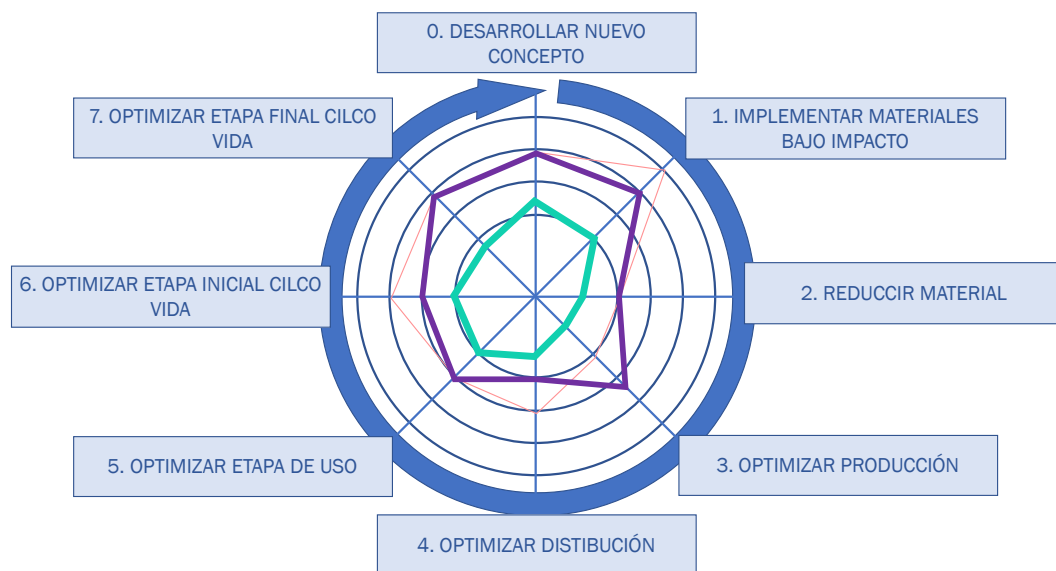 0. DESARROLLAR NUEVO
CONCEPTO
1. IMPLEMENTAR MATERIALES
BAJO IMPACTO
2. REDUCCIR MATERIAL
3. OPTIMIZAR PRODUCCIÓN
4. OPTIMIZAR DISTIBUCIÓN
5. OPTIMIZAR ETAPA DE USO
6. OPTIMIZAR ETAPA INICIAL CILCO
VIDA
7. OPTIMIZAR ETAPA FINAL CILCO
VIDA